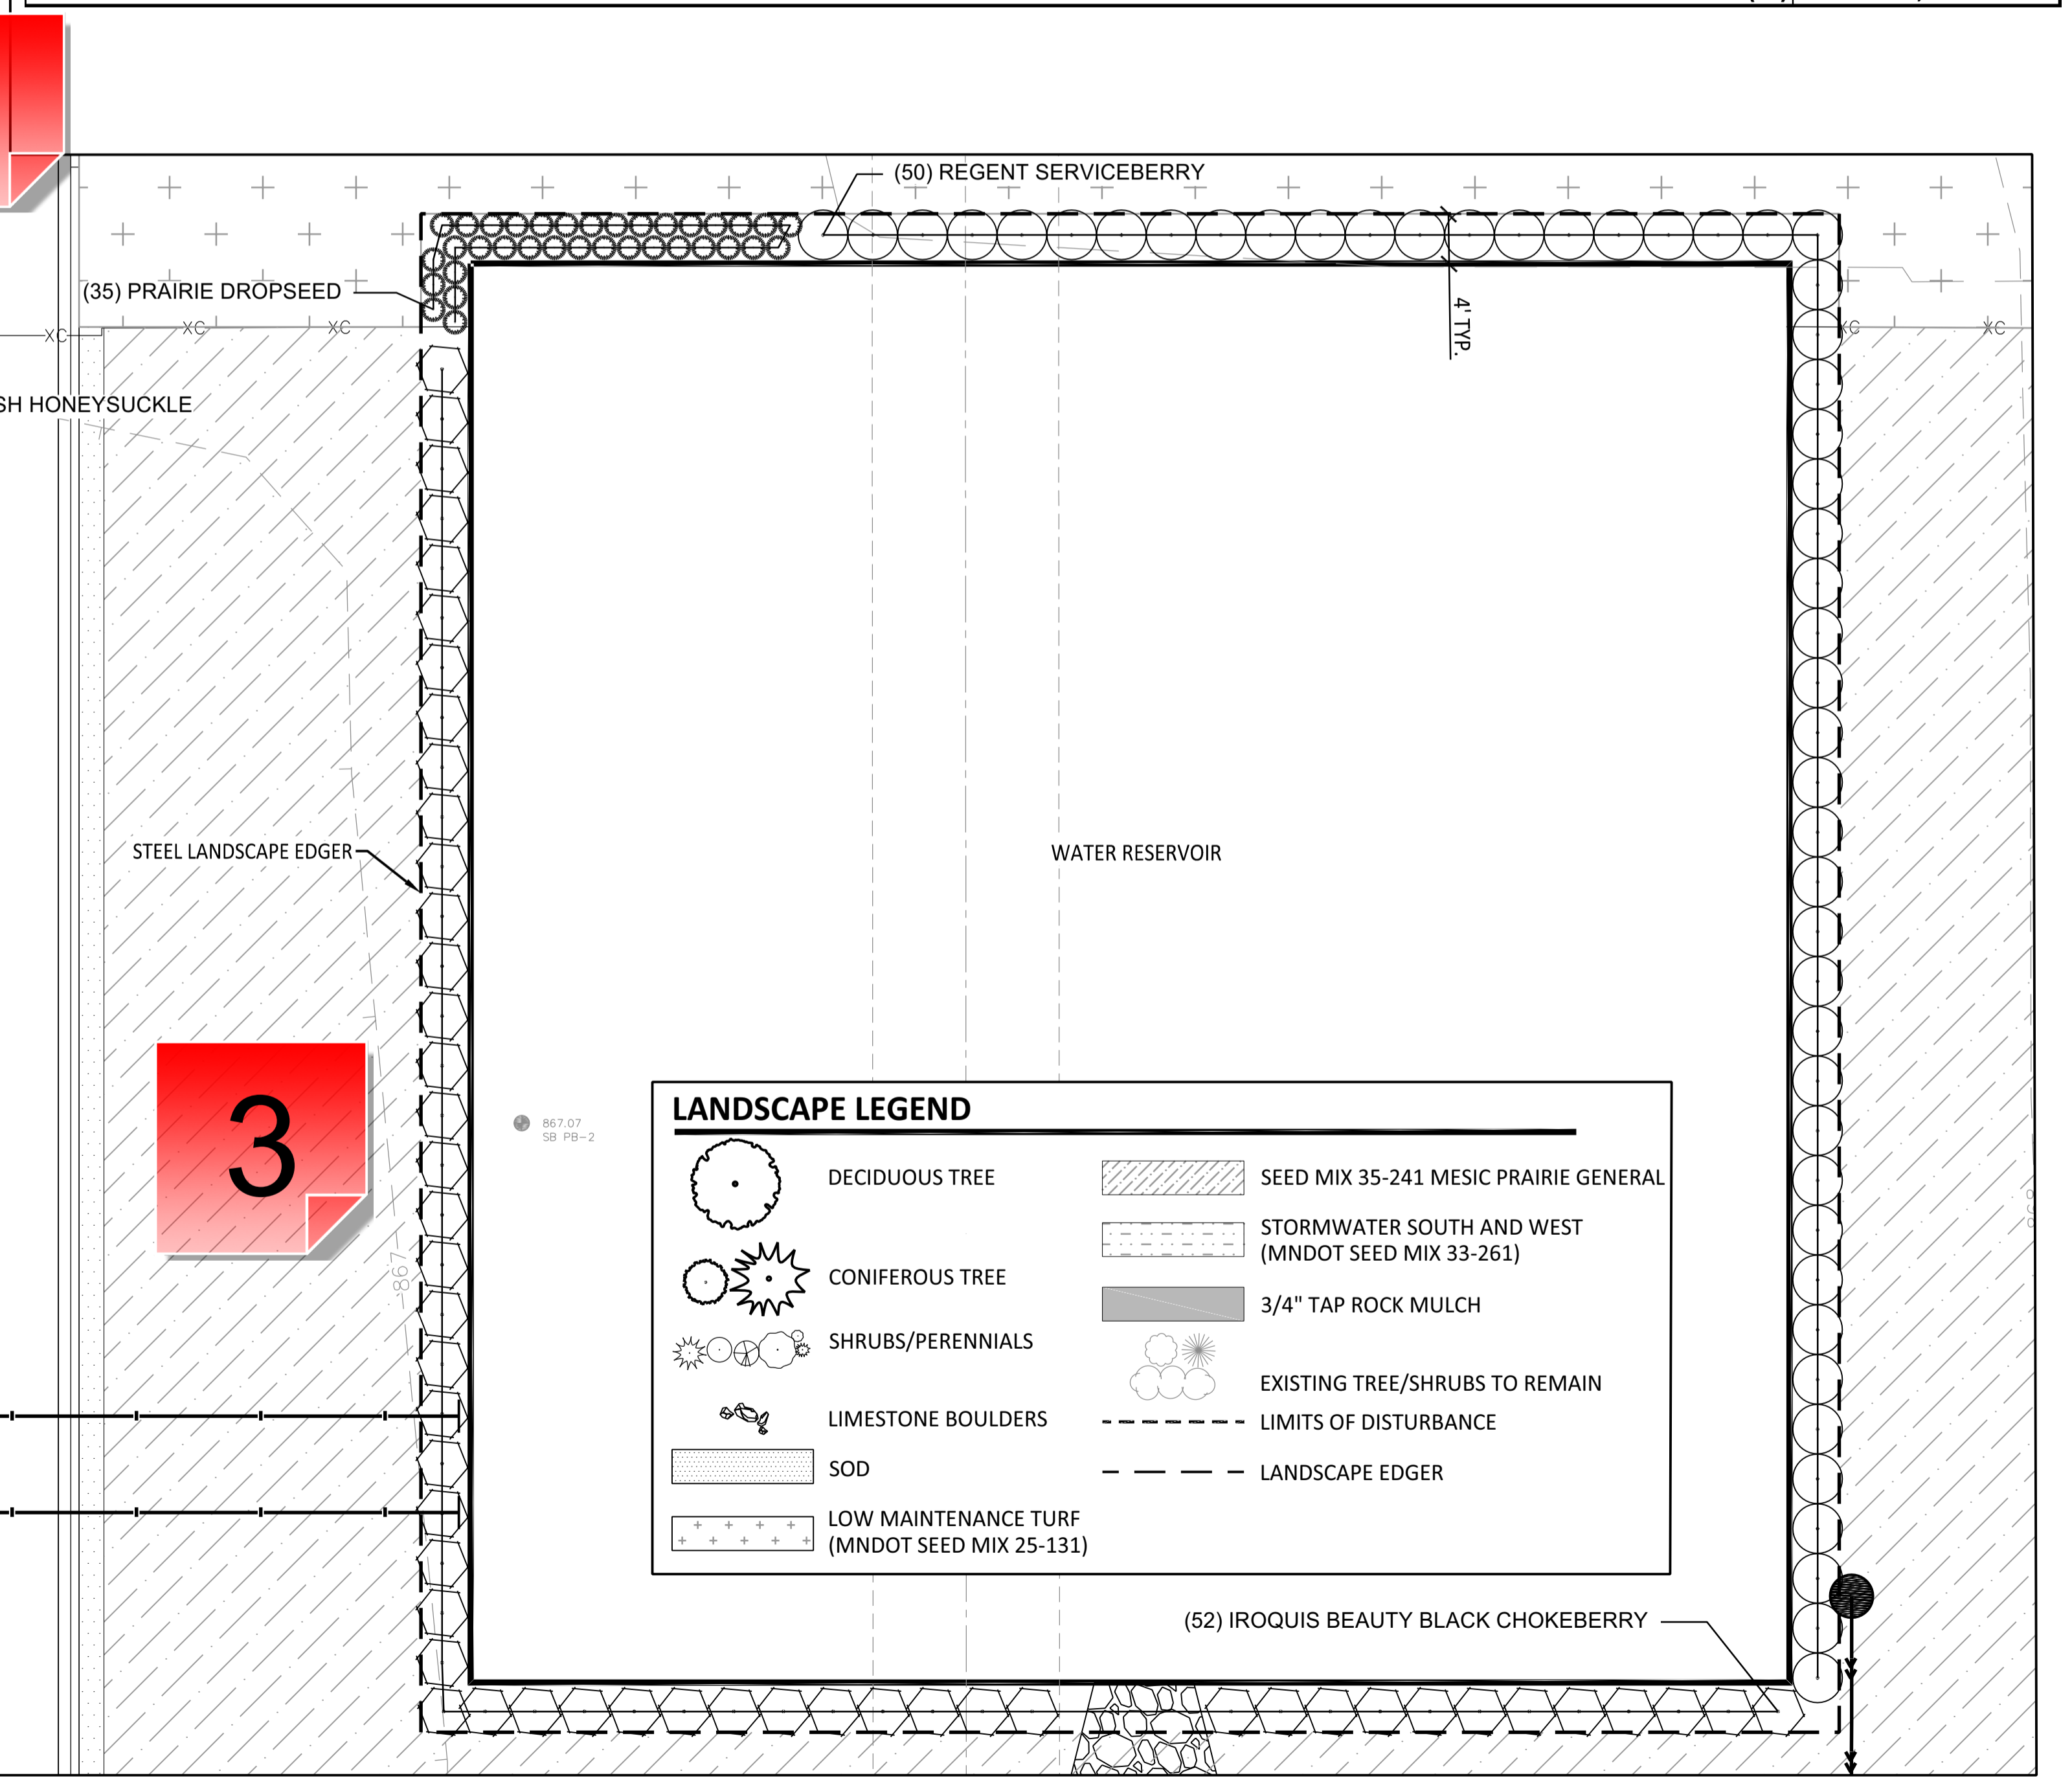 (50) REGENT SERVICEBERRY
(35) PRAIRIE DROPSEED
4' TYP.
XC
XC
XC
XC
XC
SH HONEYSUCKLE
STEEL LANDSCAPE EDGER
WATER RESERVOIR
3
867.07
SB PB-2
867
868
LANDSCAPE LEGEND
DECIDUOUS TREE
CONIFEROUS TREE
SHRUBS/PERENNIALS
LIMESTONE BOULDERS
SOD
LOW MAINTENANCE TURF
(MNDOT SEED MIX 25-131)
SEED MIX 35-241 MESIC PRAIRIE GENERAL
STORMWATER SOUTH AND WEST
(MNDOT SEED MIX 33-261)
3/4" TAP ROCK MULCH
EXISTING TREE/SHRUBS TO REMAIN
LIMITS OF DISTURBANCE
LANDSCAPE EDGER
(52) IROQUIS BEAUTY BLACK CHOKEBERRY